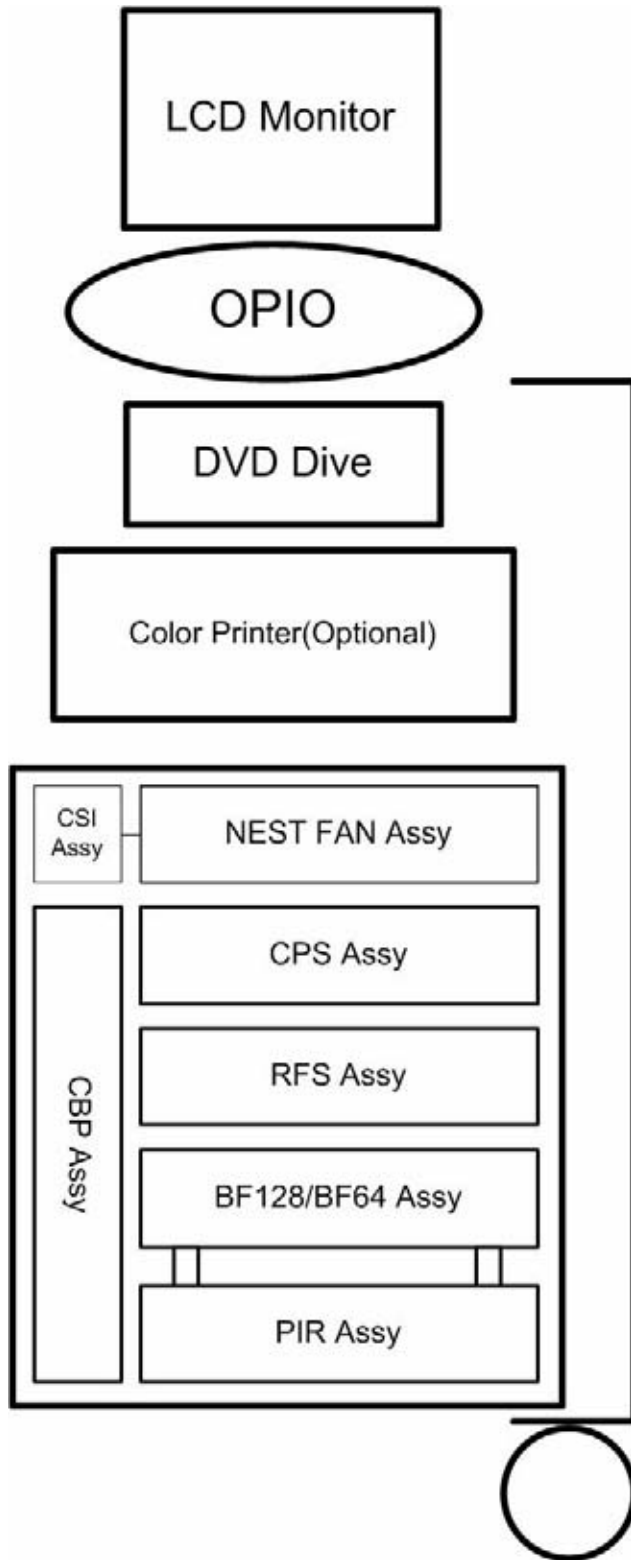 LCD Monitor
OPIO
DVD Dive
Color Printer(Optional)
CSI
Assy
NEST FAN Assy
CPS Assy
RFS Assy
CBP Assy
BF128/BF64 Assy
PIR Assy